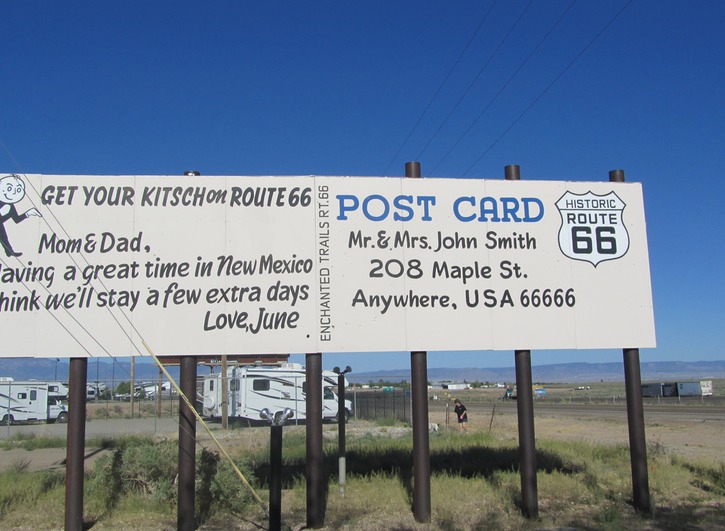 GET YOUR KITSCH on ROUTE 66
Mom & Dad,
aving a great time in New Mexico
hink we'll stay a few extra days
Love, June
ENCHANTED TRAILS RT. 66
POST CARD
Mr. & Mrs. John Smith
208 Maple St.
Anywhere, USA 66666
HISTORIC
ROUTE
66